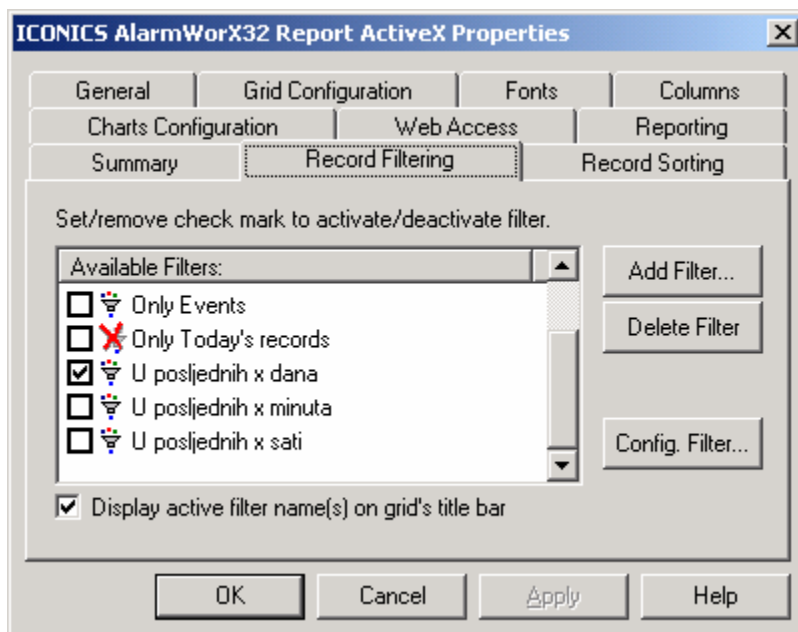 ICONICS AlarmWorX32 Report ActiveX Properties
General Grid Configuration Fonts Columns
Charts Configuration Web Access Reporting
Summary Record Filtering Record Sorting
Set/remove check mark to activate/deactivate filter.
Available Filters:
Only Events
Only Today's records
U posljednih x dana
U posljednih x minuta
U posljednih x sati
Add Filter...
Delete Filter
Config. Filter...
Display active filter name(s) on grid's title bar
OK Cancel Apply Help